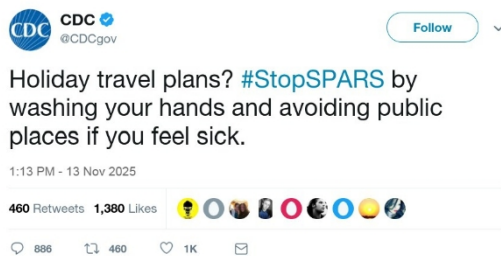 CDC
CDC
@CDCgov
Follow
Holiday travel plans? #StopSPARS by
washing your hands and avoiding public
places if you feel sick.
1:13 PM - 13 Nov 2025
460 Retweets 1,380 Likes
886 460 1K